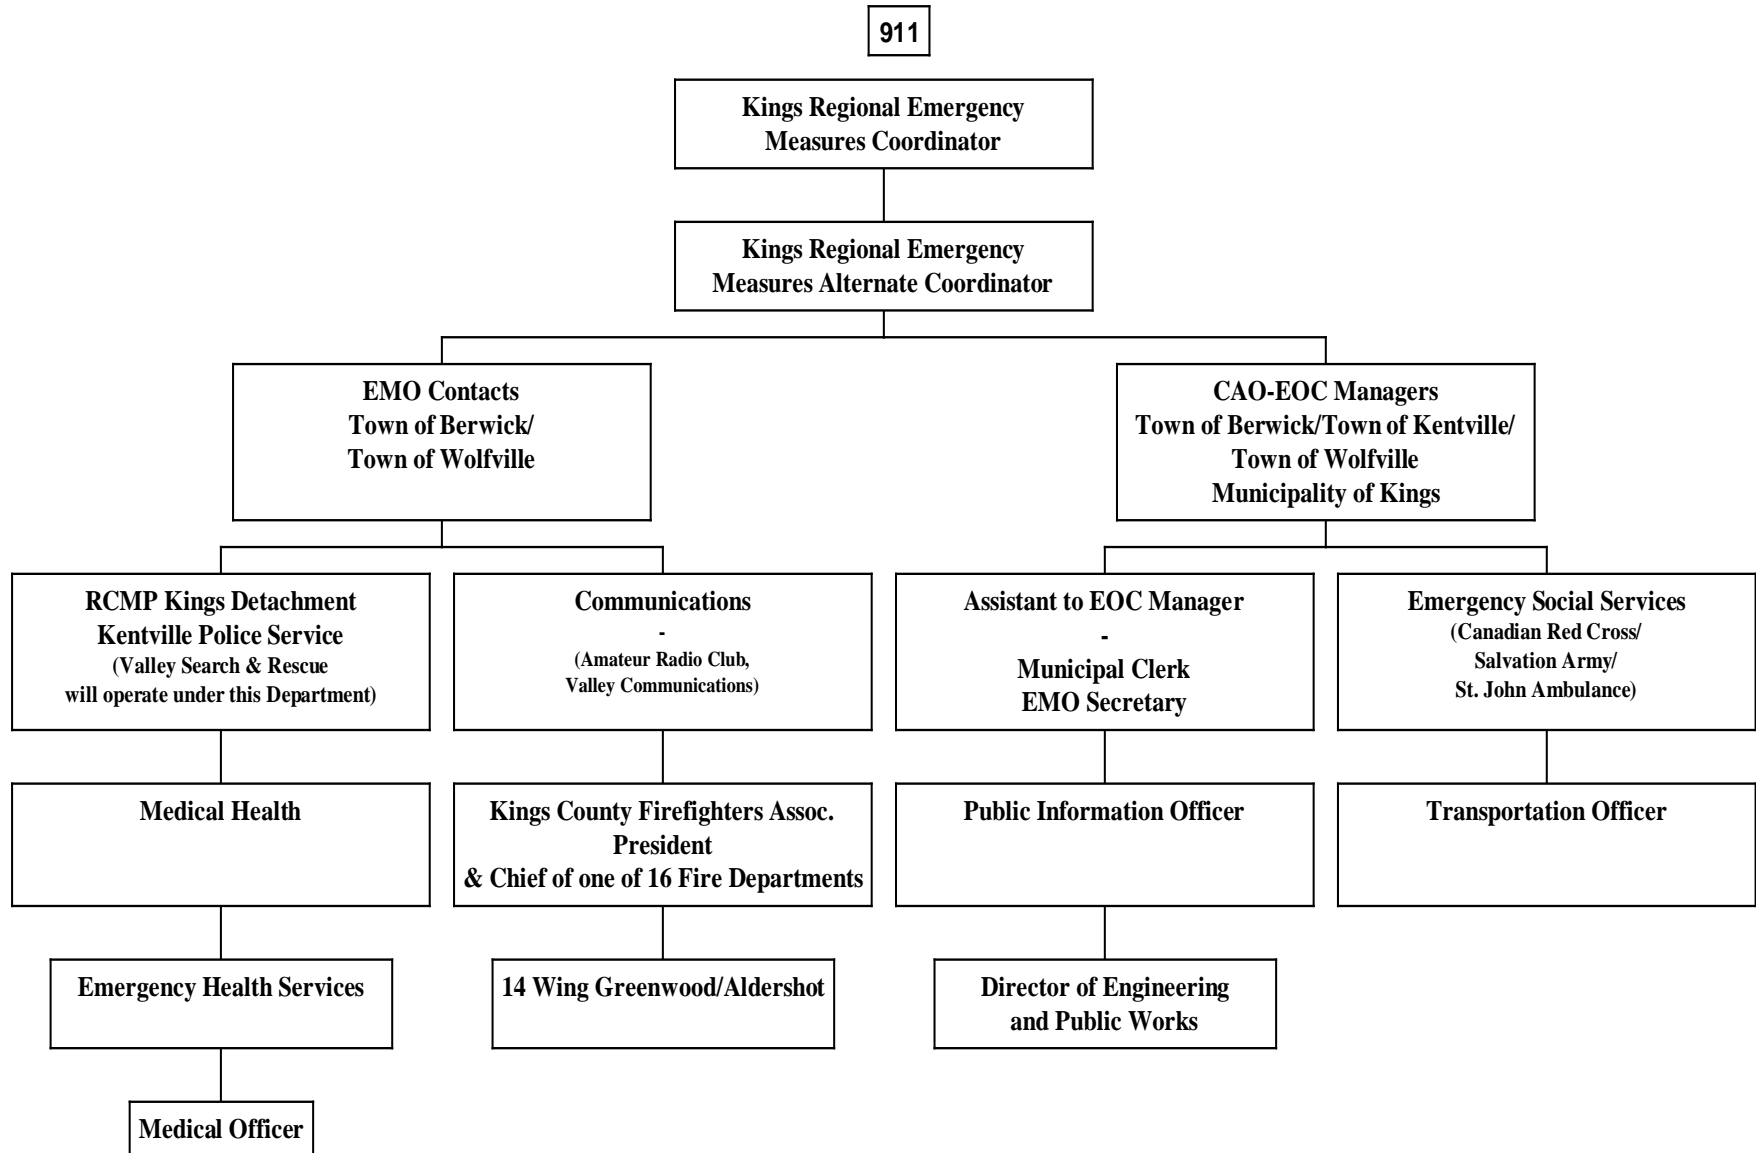 911
Kings Regional Emergency
Measures Coordinator
Kings Regional Emergency
Measures Alternate Coordinator
EMO Contacts
Town of Berwick/
Town of Wolfville
CAO-EOC Managers
Town of Berwick/Town of Kentville/
Town of Wolfville
Municipality of Kings
RCMP Kings Detachment
Kentville Police Service
(Valley Search & Rescue
will operate under this Department)
Communications
-
(Amateur Radio Club,
Valley Communications)
Assistant to EOC Manager
-
Municipal Clerk
EMO Secretary
Emergency Social Services
(Canadian Red Cross/
Salvation Army/
St. John Ambulance)
Medical Health
Kings County Firefighters Assoc.
President
& Chief of one of 16 Fire Departments
Public Information Officer
Transportation Officer
Emergency Health Services
14 Wing Greenwood/Aldershot
Director of Engineering
and Public Works
Medical Officer